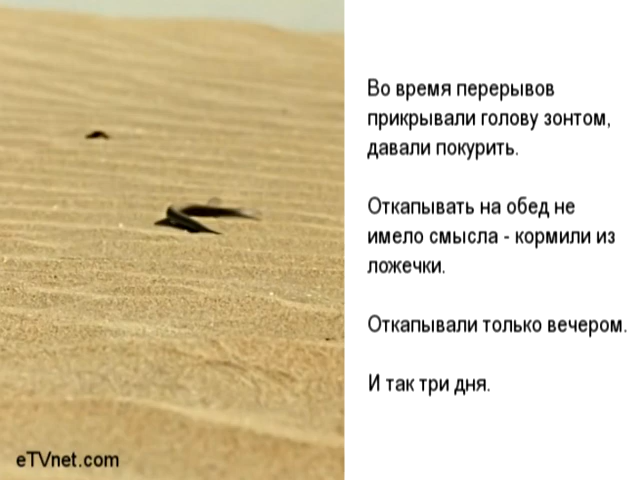 Во время перерывов
прикрывали голову зонтом,
давали покурить.
Откапывать на обед не
имело смысла - кормили из
ложечки.
Откапывали только вечером.
И так три дня.
eTVnet.com